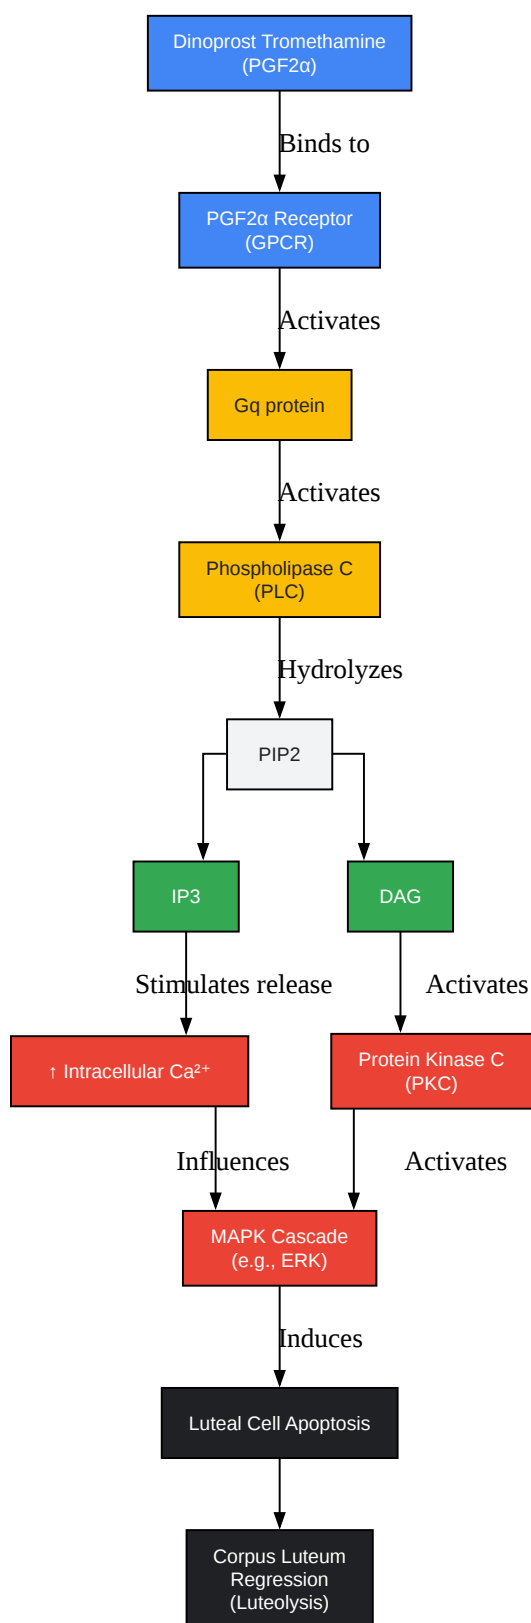 Dinoprost Tromethamine
(PGF2α)
Binds to
PGF2α Receptor
(GPCR)
Activates
Gq protein
Activates
Phospholipase C
(PLC)
Hydrolyzes
PIP2
IP3
DAG
Stimulates release
Activates
↑ Intracellular Ca²⁺
Protein Kinase C
(PKC)
Influences
Activates
MAPK Cascade
(e.g., ERK)
Induces
Luteal Cell Apoptosis
Corpus Luteum
Regression
(Luteolysis)